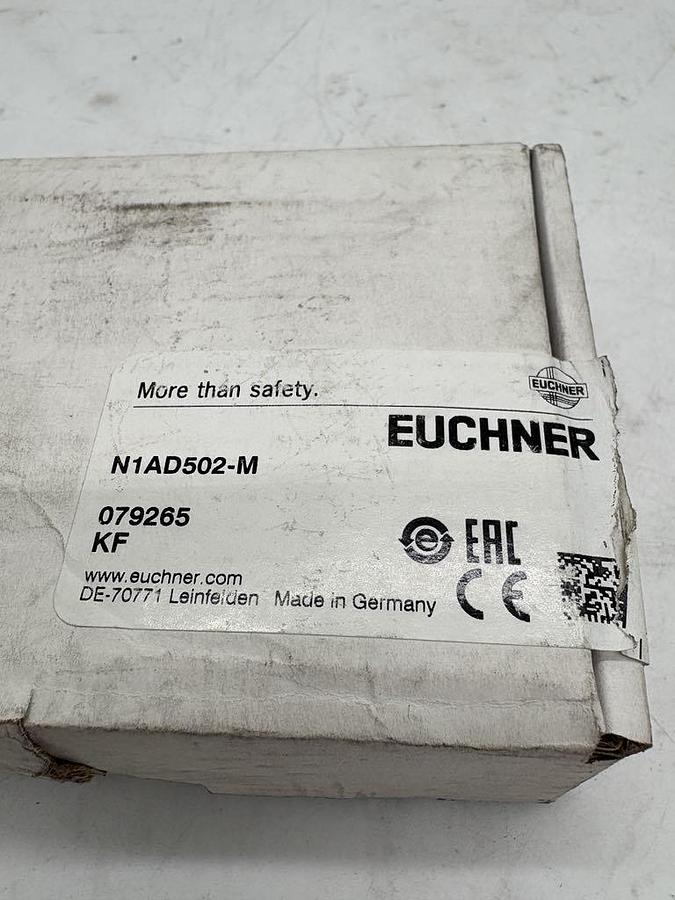 More than safety.
EUCHNER
EUCHNER
N1AD502-M
079265
KF
e
EAC
CE
www.euchner.com
DE-70771 Leinfelden Made in Germany